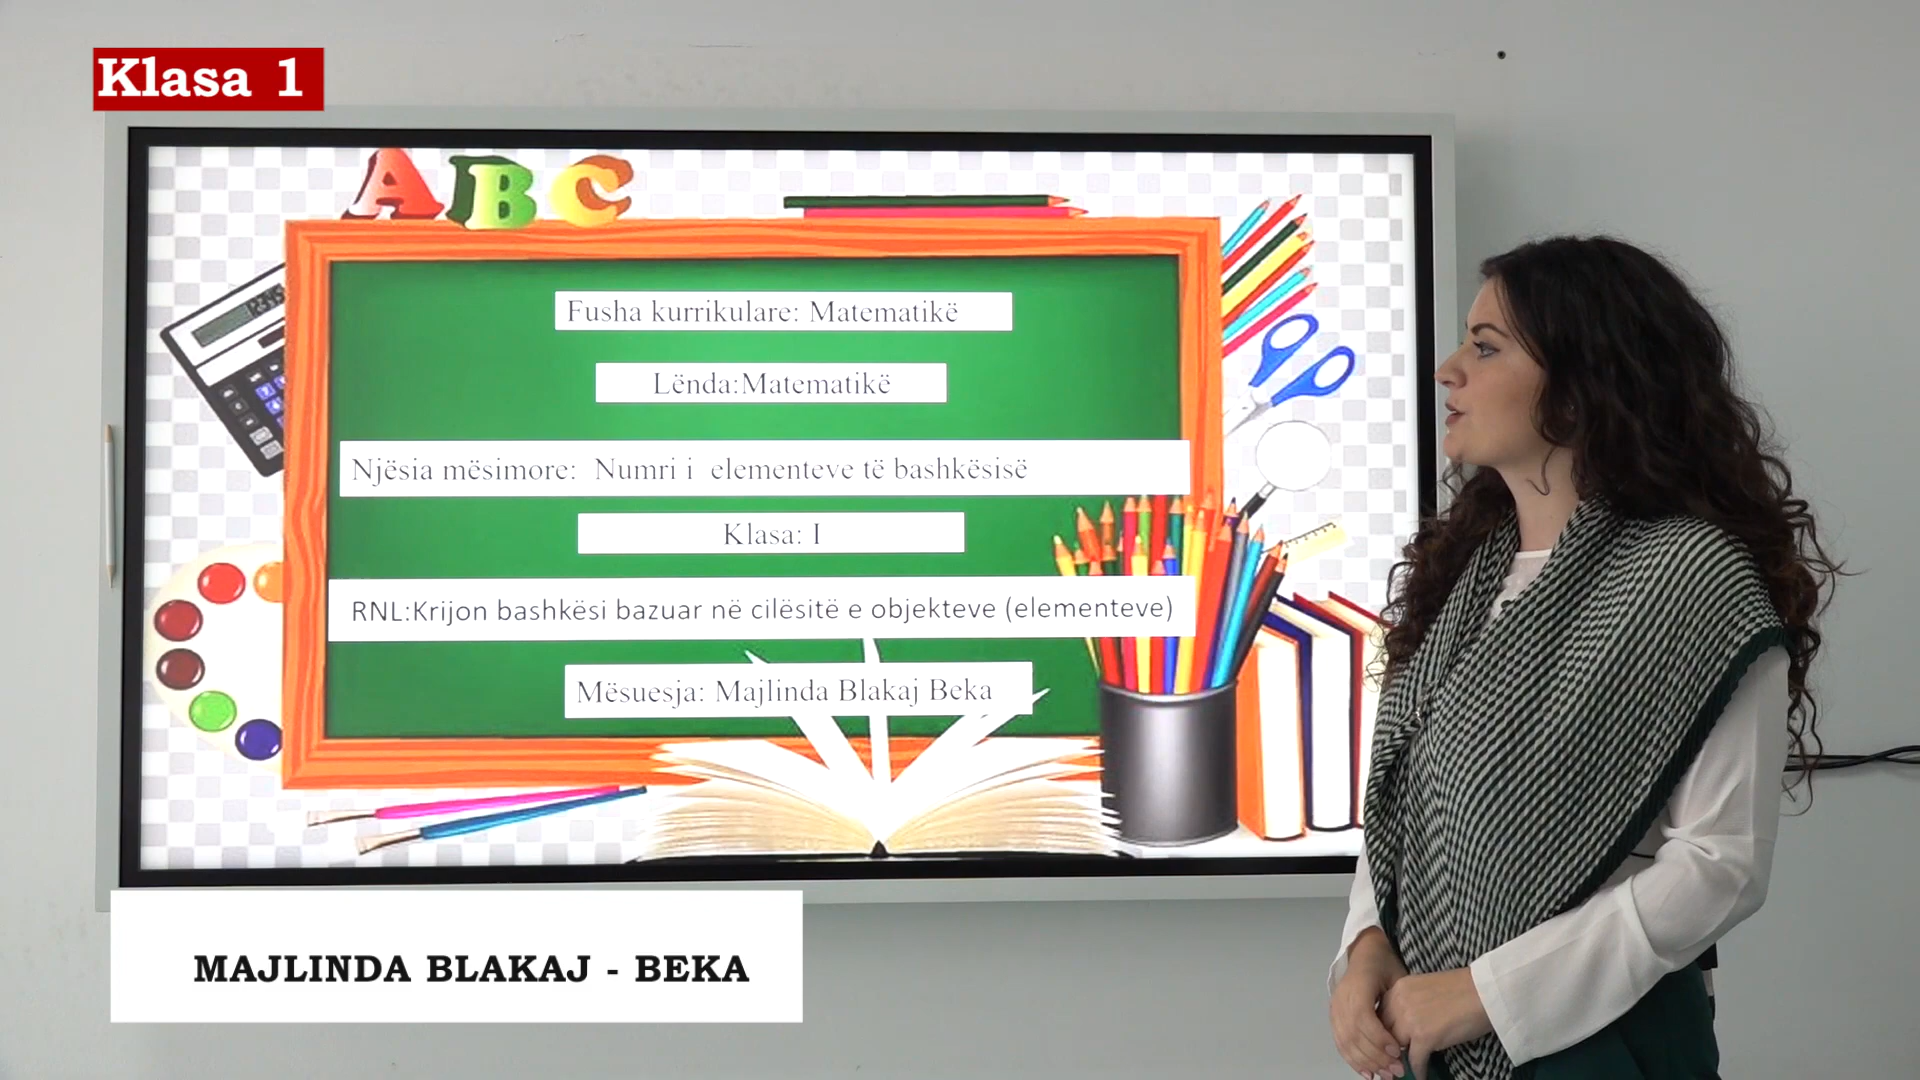 Klasa 1
ABC
Fusha kurrikulare: Matematikë
Lënda:Matematikë
Njësia mësimore: Numri i elementeve të bashkësisë
Klasa: I
RNL:Krijon bashkësi bazuar në cilësitë e objekteve (elementeve)
Mësuesja: Majlinda Blakaj Beka
MAJLINDA BLAKAJ - BEKA